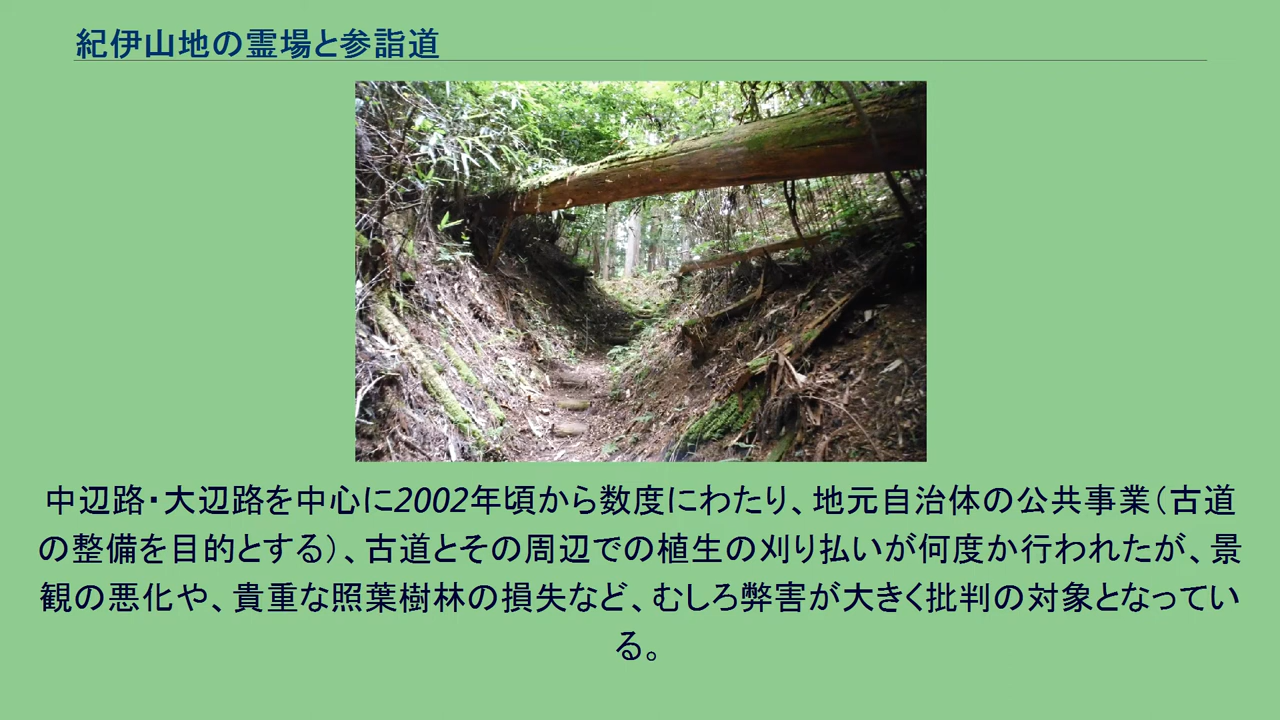 紀伊山地の霊場と参詣道
中辺路・大辺路を中心に2002年頃から数度にわたり、地元自治体の公共事業（古道
の整備を目的とする）、古道とその周辺での植生の刈り払いが何度か行われたが、景
観の悪化や、貴重な照葉樹林の損失など、むしろ弊害が大きく批判の対象となってい
る。